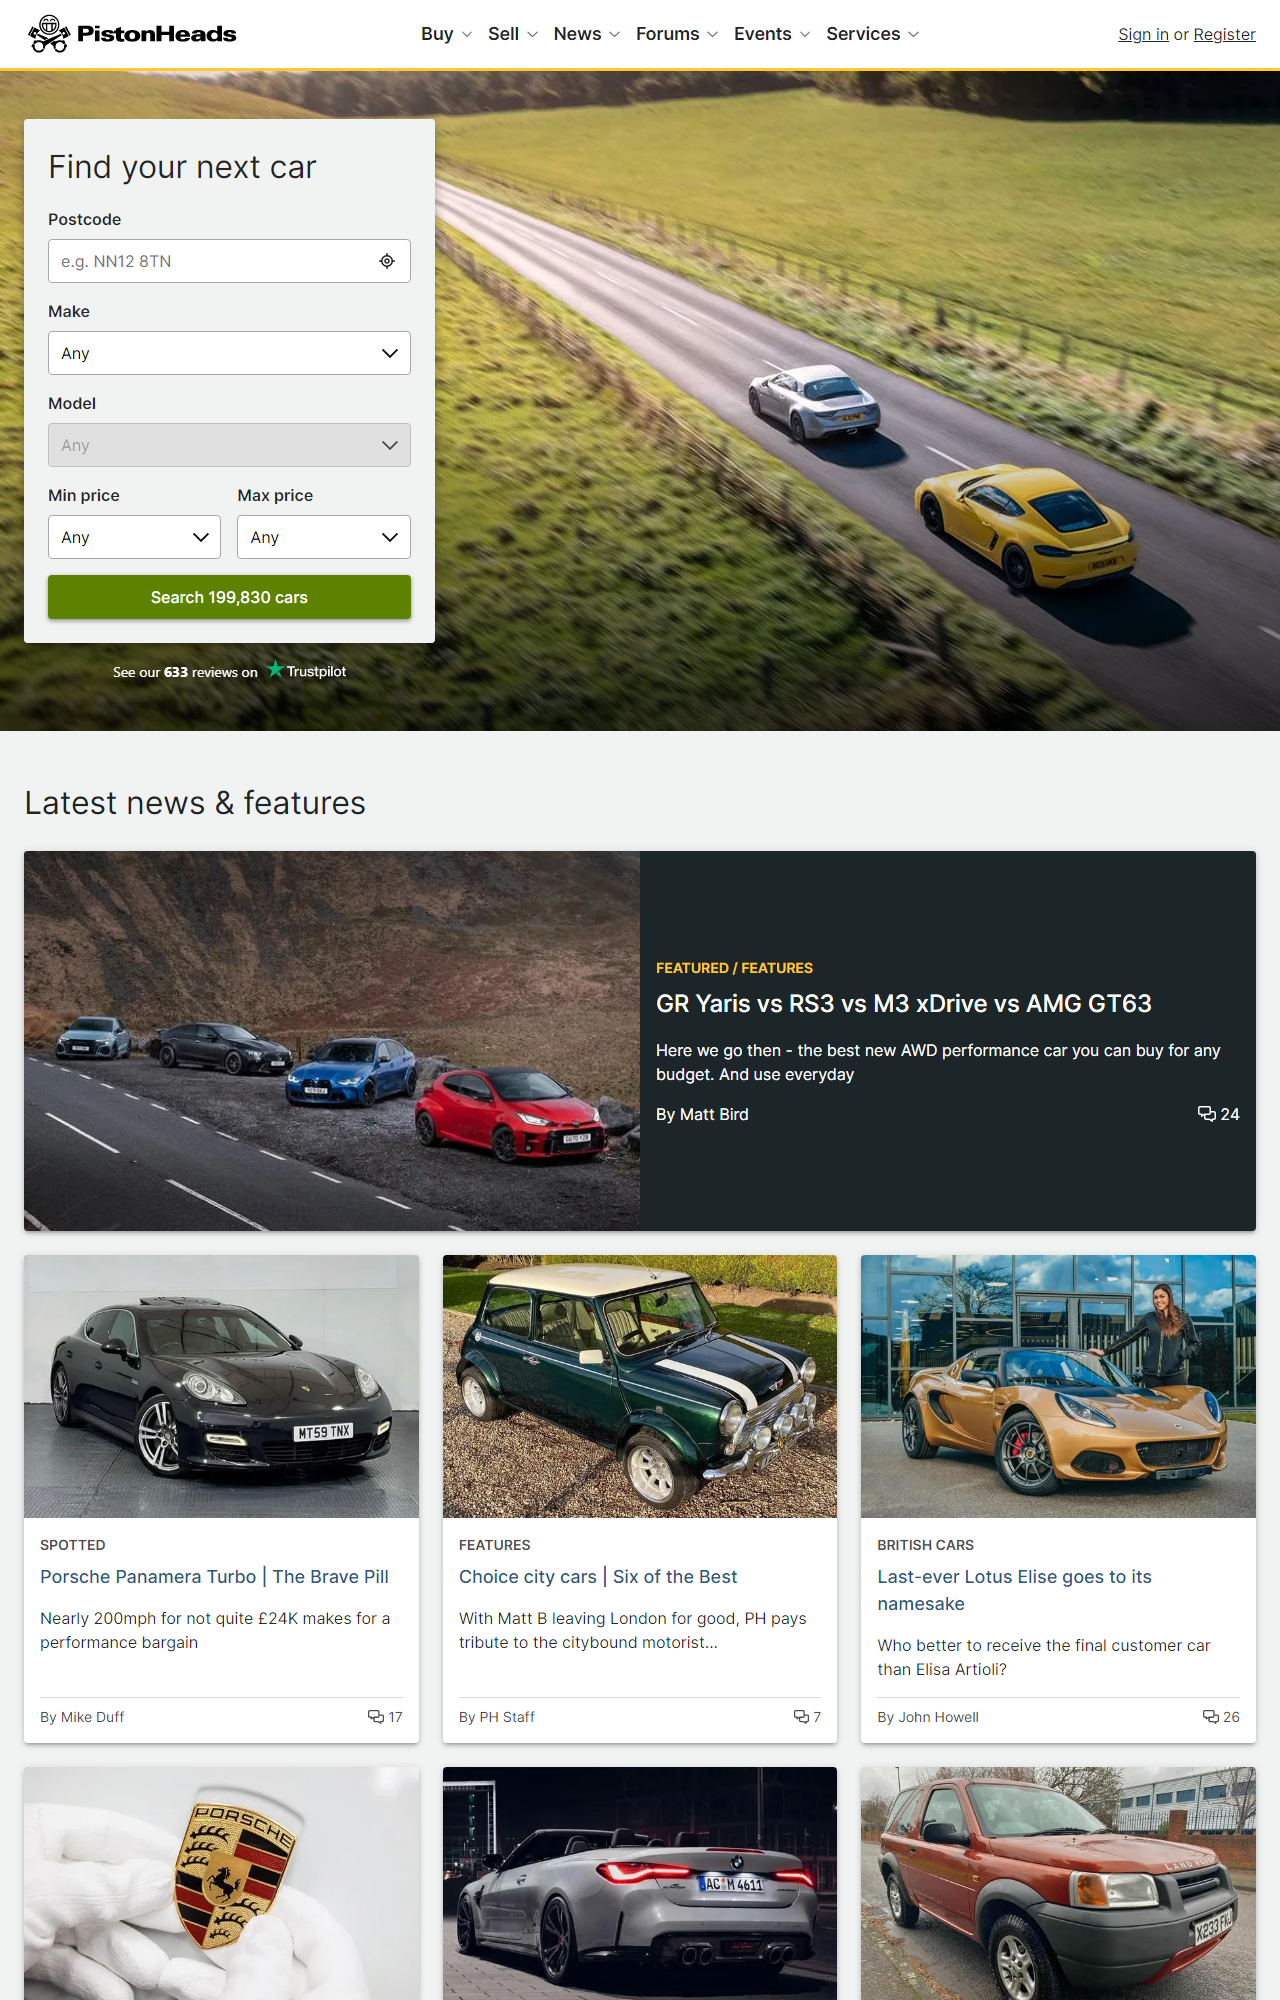 PistonHeads
Buy Sell News Forums Events Services
Sign in or Register
Find your next car
Postcode
e.g. NN12 8TN
Make
Any
Model
Any
Min price Max price
Any Any
Search 199,830 cars
See our 633 reviews on Trustpilot
Latest news & features
FEATURED / FEATURES
GR Yaris vs RS3 vs M3 xDrive vs AMG GT63
Here we go then - the best new AWD performance car you can buy for any
budget. And use everyday
By Matt Bird 24
MT59 TNX
SPOTTED
Porsche Panamera Turbo | The Brave Pill
Nearly 200mph for not quite £24K makes for a
performance bargain
By Mike Duff 17
FEATURES
Choice city cars | Six of the Best
With Matt B leaving London for good, PH pays
tribute to the citybound motorist...
By PH Staff 7
BRITISH CARS
Last-ever Lotus Elise goes to its
namesake
Who better to receive the final customer car
than Elisa Artioli?
By John Howell 26
PORSCHE
AC M 4611
LAND ROVER
X233 FKJ